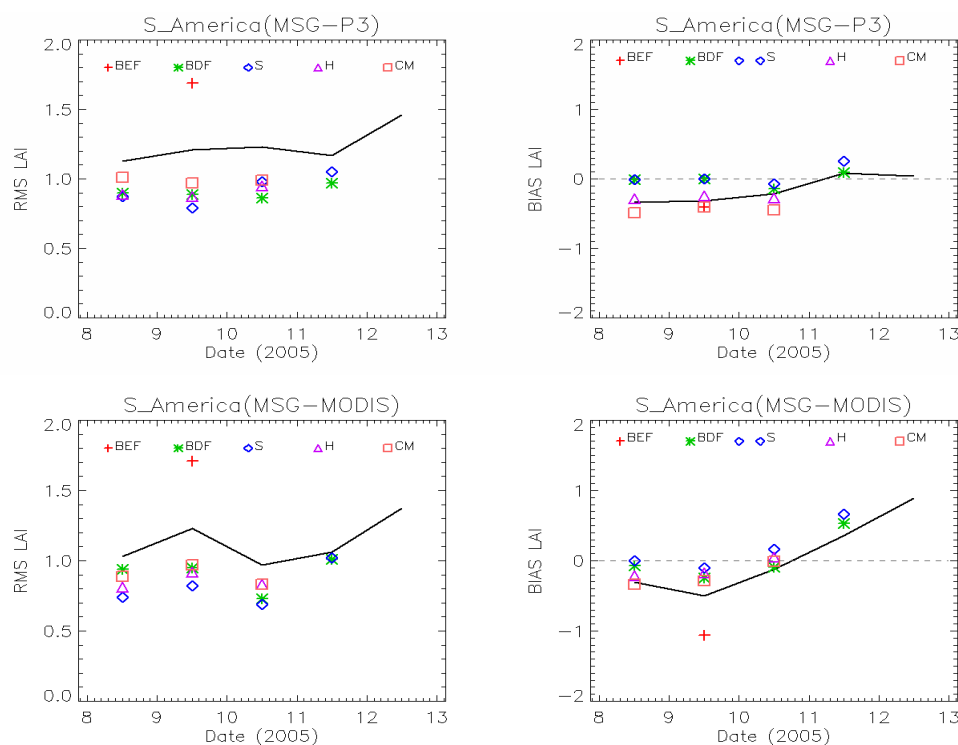 S_America(MSG-P3)
2.0
BEF BDF S H CM
1.5
RMS LAI
1.0
0.5
0.0
8 9 10 11 12 13
Date (2005)
S_America(MSG-P3)
2
BEF BDF S H CM
1
BIAS LAI
0
-1
-2
8 9 10 11 12 13
Date (2005)
S_America(MSG-MODIS)
2.0
BEF BDF S H CM
1.5
RMS LAI
1.0
0.5
0.0
8 9 10 11 12 13
Date (2005)
S_America(MSG-MODIS)
2
BEF BDF S H CM
1
BIAS LAI
0
-1
-2
8 9 10 11 12 13
Date (2005)